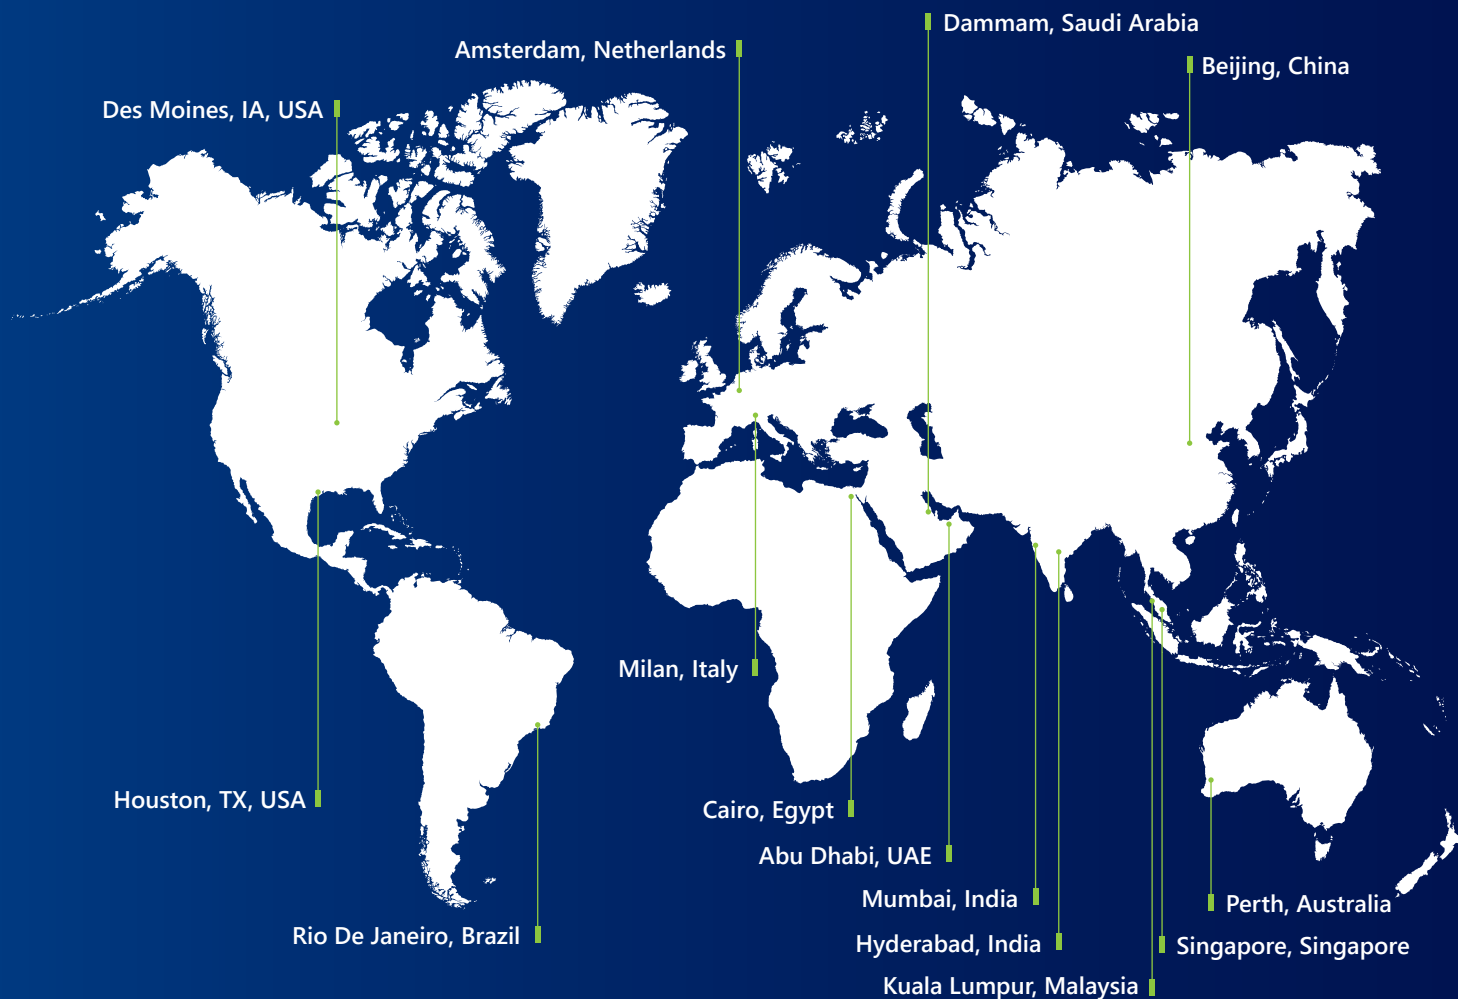 Dammam, Saudi Arabia
Amsterdam, Netherlands
Beijing, China
Des Moines, IA, USA
Milan, Italy
Houston, TX, USA
Cairo, Egypt
Abu Dhabi, UAE
Mumbai, India
Perth, Australia
Rio De Janeiro, Brazil
Hyderabad, India
Singapore, Singapore
Kuala Lumpur, Malaysia